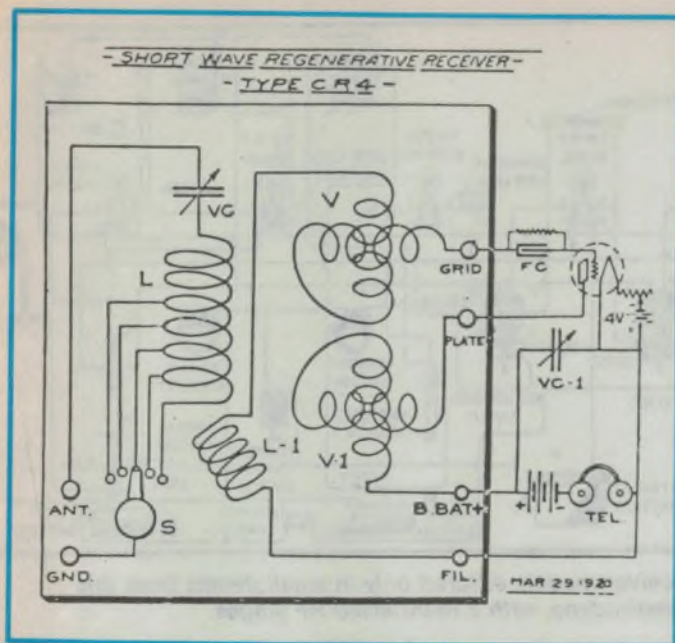 - SHORT WAVE REGENERATIVE RECEIVER -
- TYPE CR4 -
VC
V
L
GRID
FC
PLATE
4V
- +
VC-1
L-1
V-1
ANT.
S
B.BAT+
+ -
TEL
GND.
FIL.
MAR 29 1920